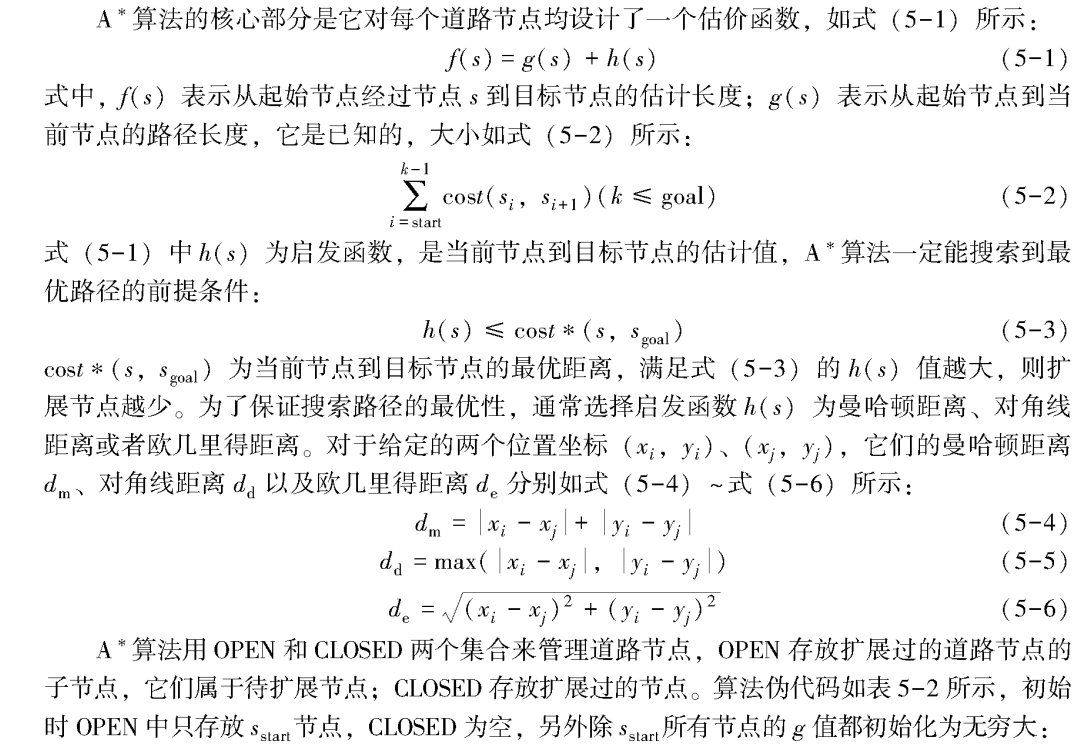 A*算法的核心部分是它对每个道路节点均设计了一个估价函数，如式（5-1）所示：
f(s) = g(s) + h(s) (5-1)
式中，f(s) 表示从起始节点经过节点 s 到目标节点的估计长度；g(s) 表示从起始节点到当
前节点的路径长度，它是已知的，大小如式（5-2）所示：
\sum_{i=start}^{k-1} cost(s_i, s_{i+1})(k ≤ goal) (5-2)
式（5-1）中 h(s) 为启发函数，是当前节点到目标节点的估计值，A*算法一定能搜索到最
优路径的前提条件：
h(s) ≤ cost*(s, s_{goal}) (5-3)
cost*(s, s_{goal}) 为当前节点到目标节点的最优距离，满足式（5-3）的 h(s) 值越大，则扩
展节点越少。为了保证搜索路径的最优性，通常选择启发函数 h(s) 为曼哈顿距离、对角线
距离或者欧几里得距离。对于给定的两个位置坐标 (x_i, y_i)、(x_j, y_j)，它们的曼哈顿距离
d_m、对角线距离 d_d 以及欧几里得距离 d_e 分别如式（5-4）~式（5-6）所示：
d_m = |x_i - x_j| + |y_i - y_j| (5-4)
d_d = max(|x_i - x_j|, |y_i - y_j|) (5-5)
d_e = \sqrt{(x_i - x_j)^2 + (y_i - y_j)^2} (5-6)
A*算法用 OPEN 和 CLOSED 两个集合来管理道路节点，OPEN 存放扩展过的道路节点的
子节点，它们属于待扩展节点；CLOSED 存放扩展过的节点。算法伪代码如表 5-2 所示，初始
时 OPEN 中只存放 s_{start} 节点，CLOSED 为空，另外除 s_{start} 所有节点的 g 值都初始化为无穷大：